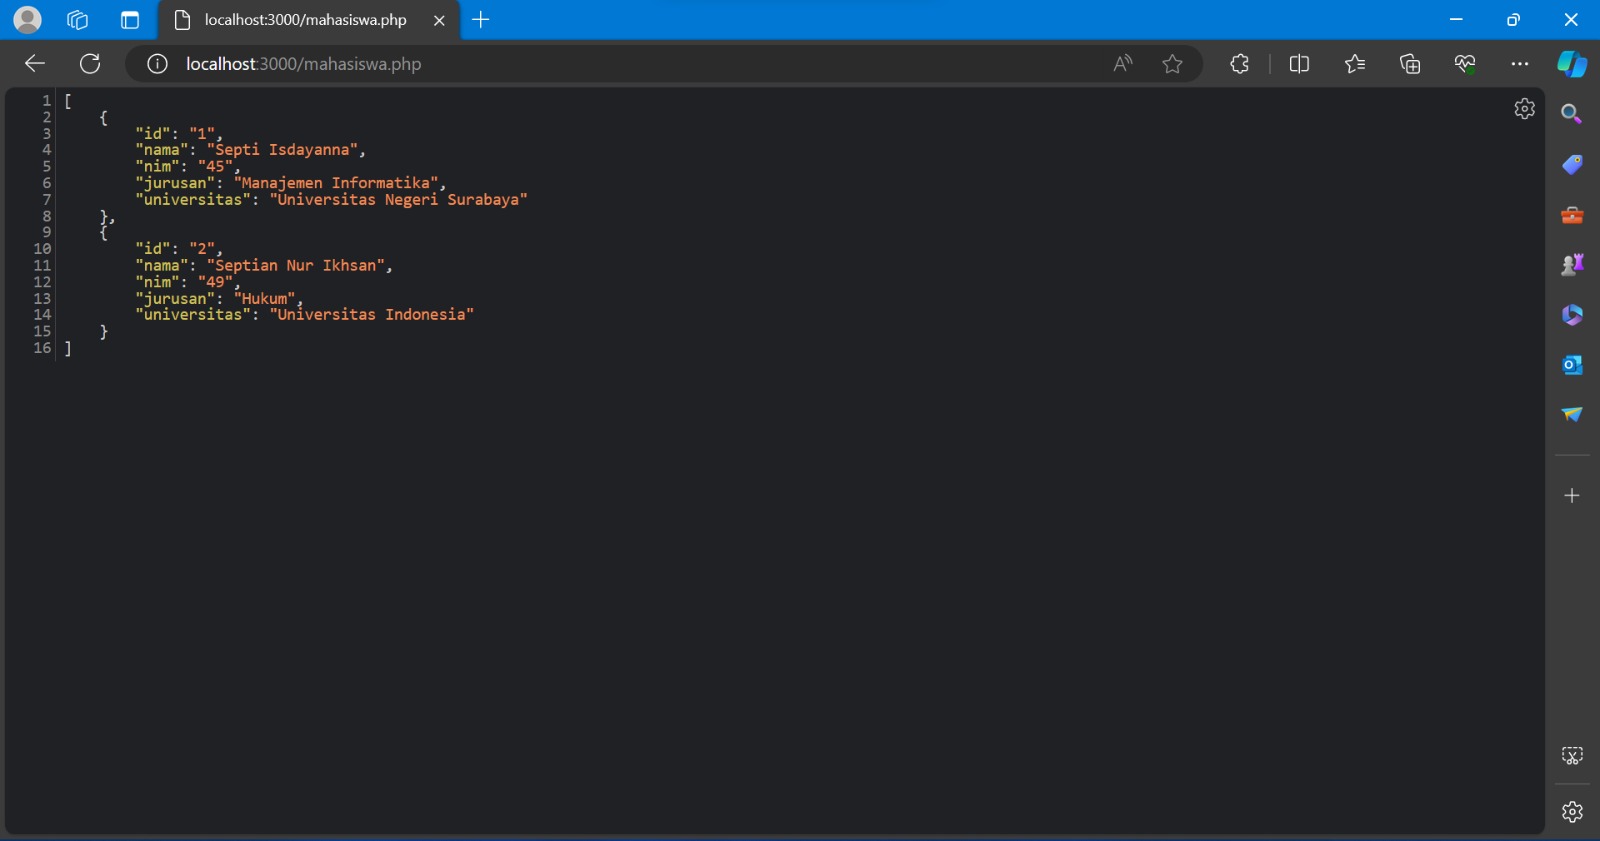 localhost:3000/mahasiswa.php
localhost:3000/mahasiswa.php
1 [
2 {
3 "id": "1",
4 "nama": "Septi Isdayanna",
5 "nim": "45",
6 "jurusan": "Manajemen Informatika",
7 "universitas": "Universitas Negeri Surabaya"
8 },
9 {
10 "id": "2",
11 "nama": "Septian Nur Ikhsan",
12 "nim": "49",
13 "jurusan": "Hukum",
14 "universitas": "Universitas Indonesia"
15 }
16 ]